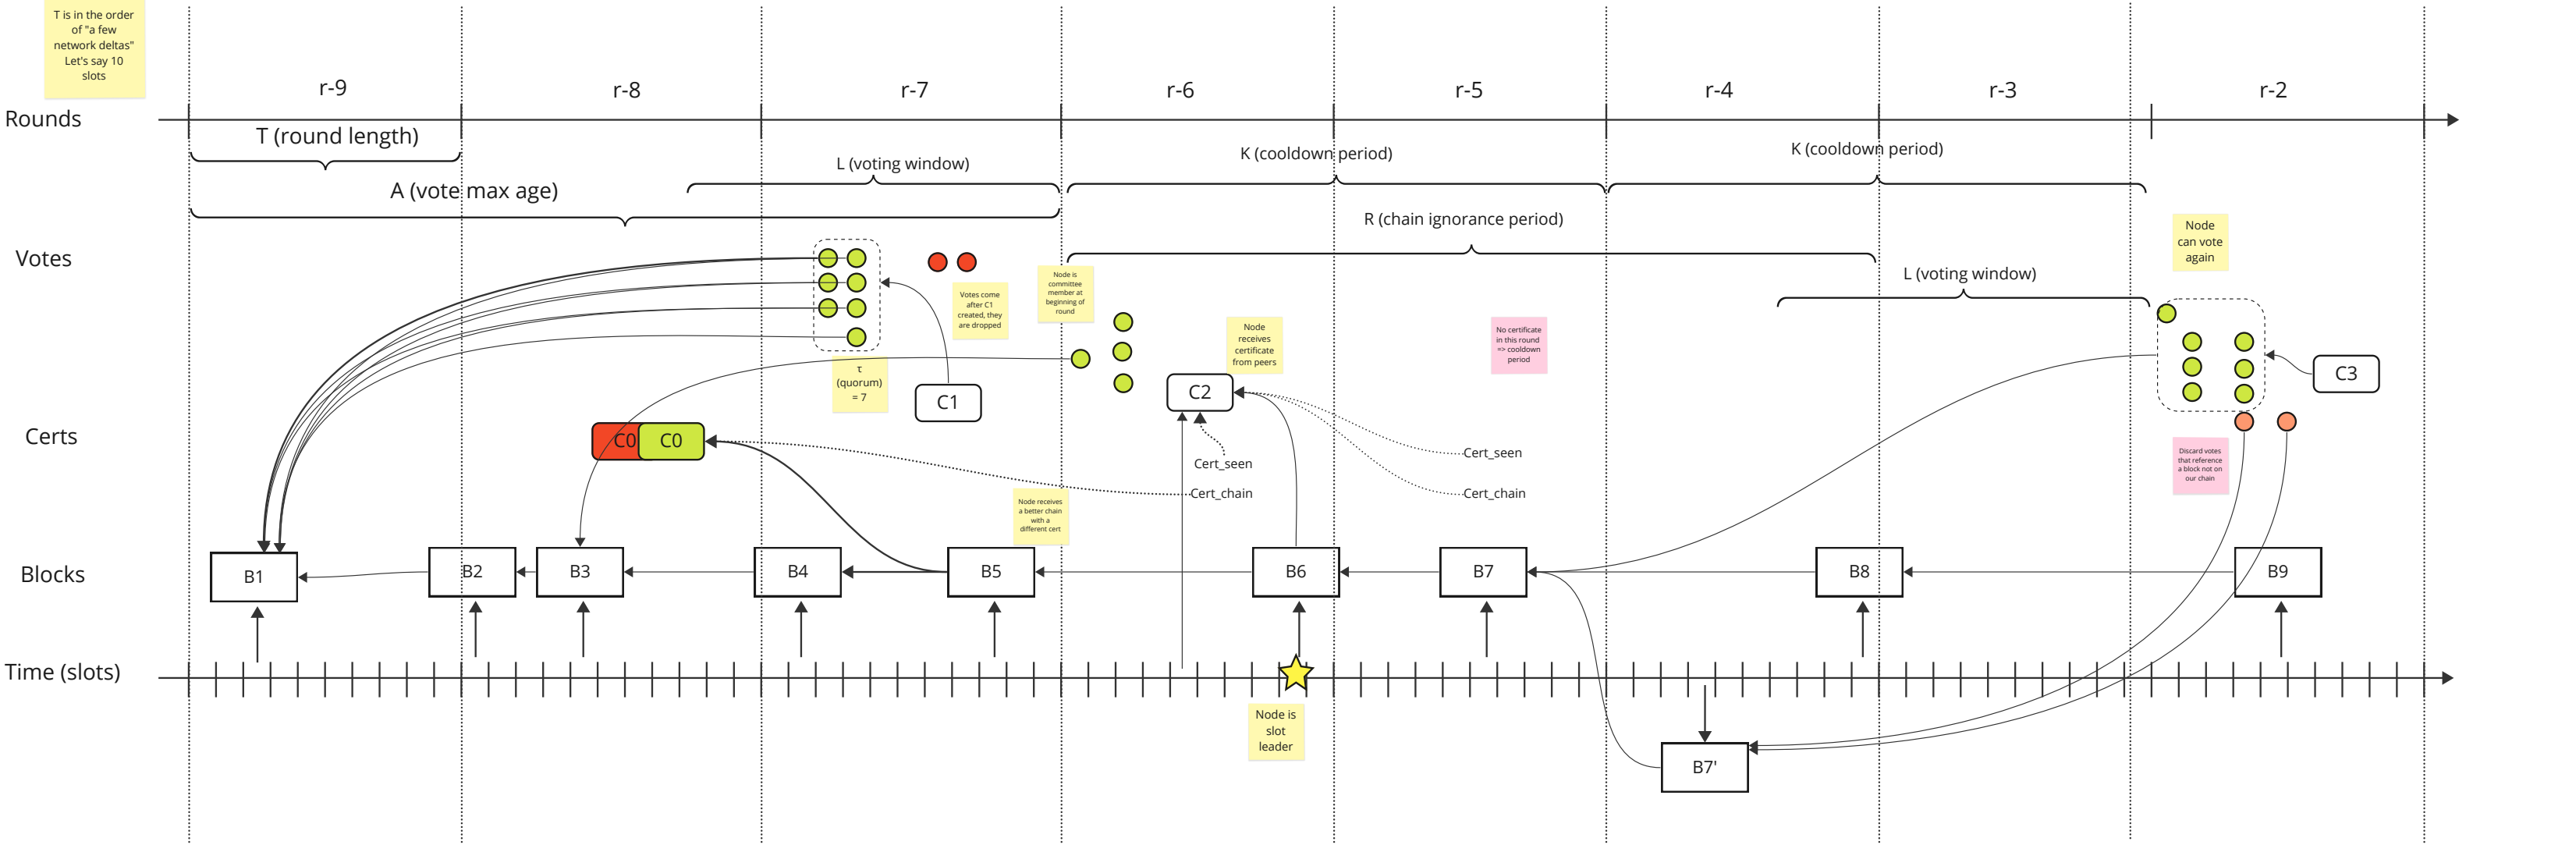 T is in the order
of "a few
network deltas"
Let's say 10
slots
r-9
r-8
r-7
r-6
r-5
r-4
r-3
r-2
Rounds
T (round length)
L (voting window)
K (cooldown period)
K (cooldown period)
A (vote max age)
R (chain ignorance period)
Votes
Node
can vote
again
L (voting window)
Node is
committee
member at
beginning of
round
Votes come
after C1
created, they
are dropped
Node
receives
certificate
from peers
No certificate
in this round
=> cooldown
period
τ
(quorum)
= 7
C1
C2
C3
Certs
C0
C0
Cert_seen
Cert_chain
Cert_seen
Cert_chain
Discard votes
that reference
a block not on
our chain
Node receives
a better chain
with a
different cert
Blocks
B1
B2
B3
B4
B5
B6
B7
B8
B9
Time (slots)
Node is
slot
leader
B7'